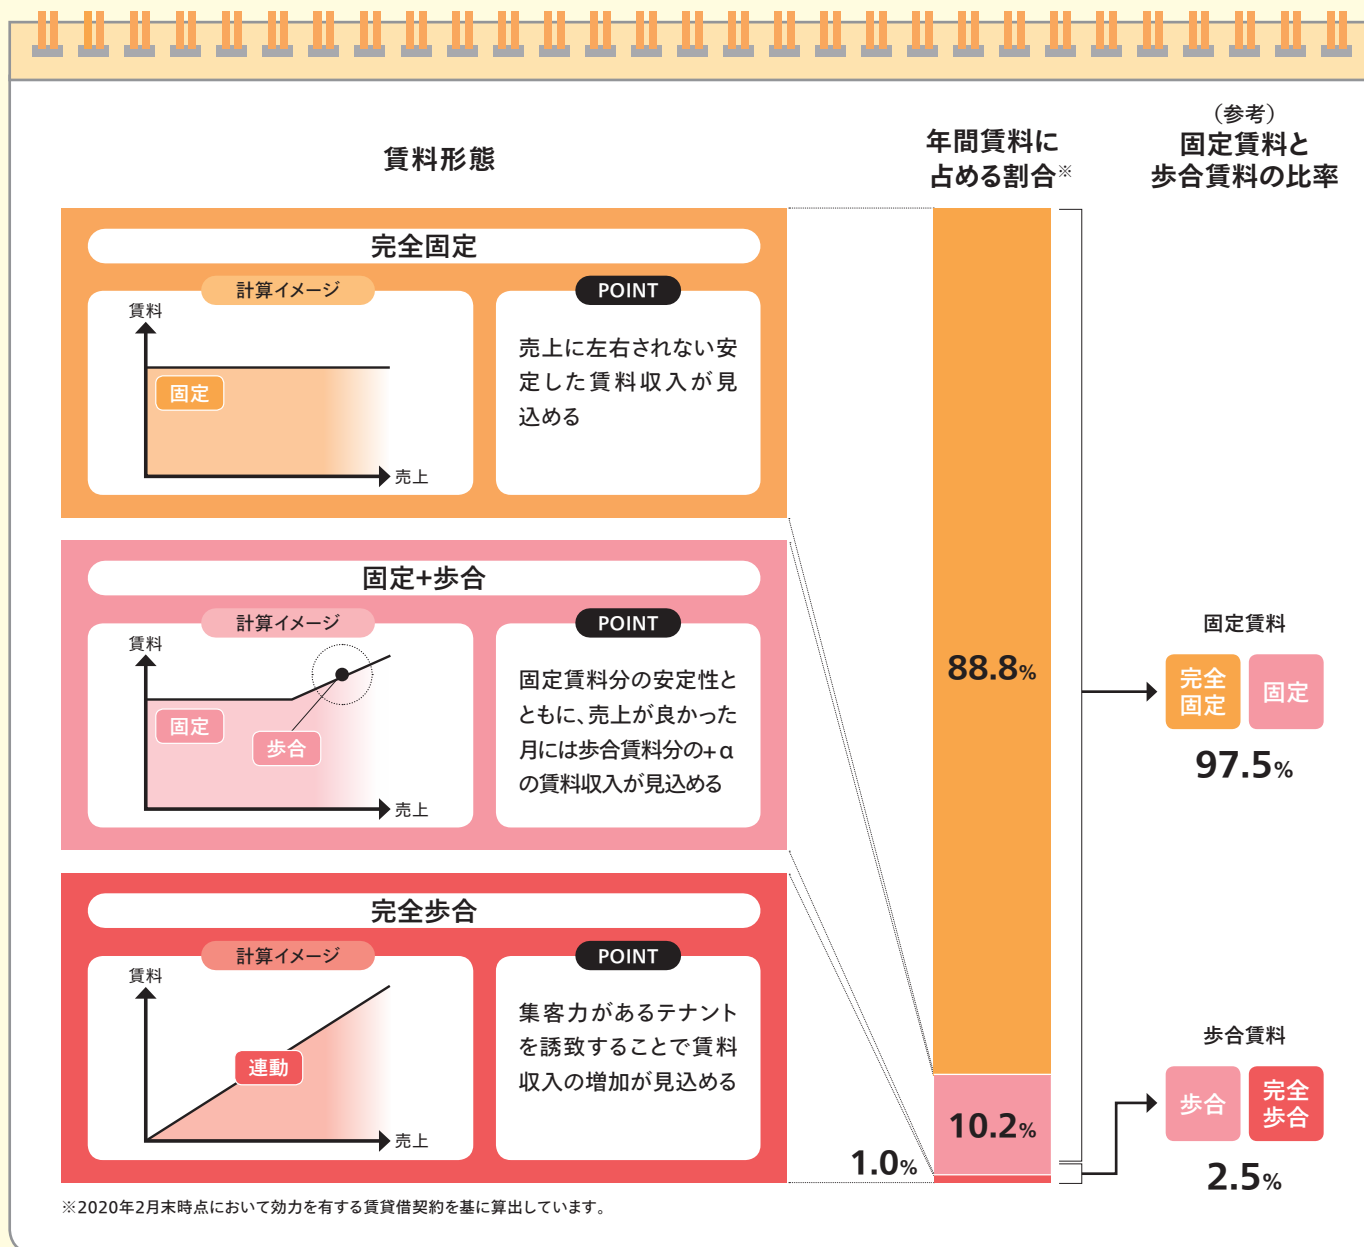 賃料形態
年間賃料に
占める割合※
（参考）
固定賃料と
歩合賃料の比率
完全固定
計算イメージ
賃料
固定
売上
POINT
売上に左右されない安
定した賃料収入が見
込める
固定+歩合
計算イメージ
賃料
固定
歩合
売上
POINT
固定賃料分の安定性と
ともに、売上が良かった
月には歩合賃料分の+α
の賃料収入が見込める
完全歩合
計算イメージ
賃料
連動
売上
POINT
集客力があるテナント
を誘致することで賃料
収入の増加が見込める
88.8%
10.2%
1.0%
固定賃料
完全
固定
固定
97.5%
歩合賃料
歩合
完全
歩合
2.5%
※2020年2月末時点において効力を有する賃貸借契約を基に算出しています。